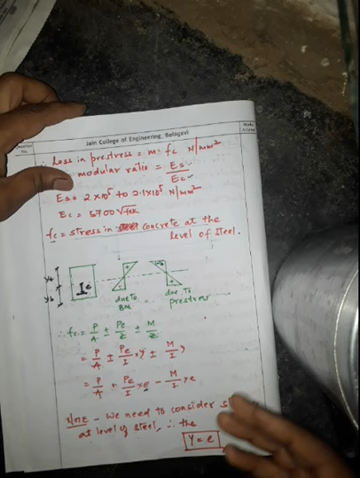 Jain College of Engineering, Belagavi
∴ Loss in prestress = m·fc N/mm²
modular ratio = Es/Ec
Es = 2×10⁵ to 2.1×10⁵ N/mm²
Ec = 5700√fck
fc = stress in concrete at the
level of steel.
due to due to
BM prestress
∴ fc = P/A ± Pe/Z ± M/Z
= P/A ± Pe/I × y ± M/I y
= P/A + Pe/I × e − M/I × e
Note - We need to consider
at level of steel, ∴ the
y = e